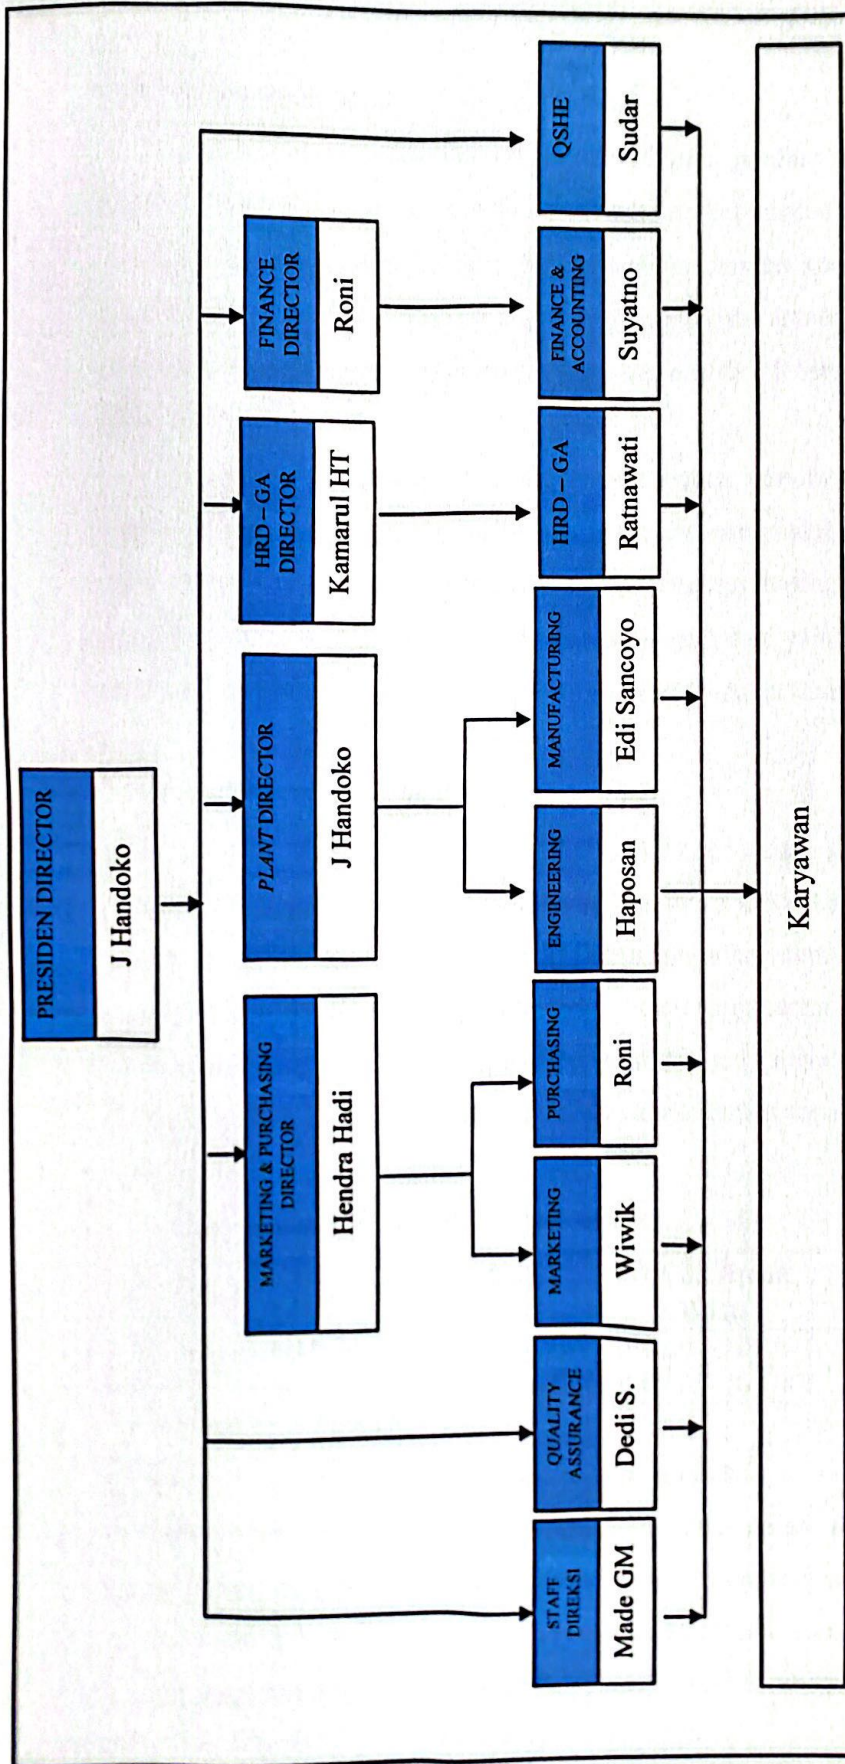 PRESIDEN DIRECTOR
J Handoko
MARKETING & PURCHASING
DIRECTOR
Hendra Hadi
PLANT DIRECTOR
J Handoko
HRD – GA
DIRECTOR
Kamarul HT
FINANCE
DIRECTOR
Roni
STAFF
DIREKSI
Made GM
QUALITY
ASSURANCE
Dedi S.
MARKETING
Wiwik
PURCHASING
Roni
ENGINEERING
Haposan
MANUFACTURING
Edi Sancoyo
HRD – GA
Ratnawati
FINANCE &
ACCOUNTING
Suyatno
QSHE
Sudar
Karyawan